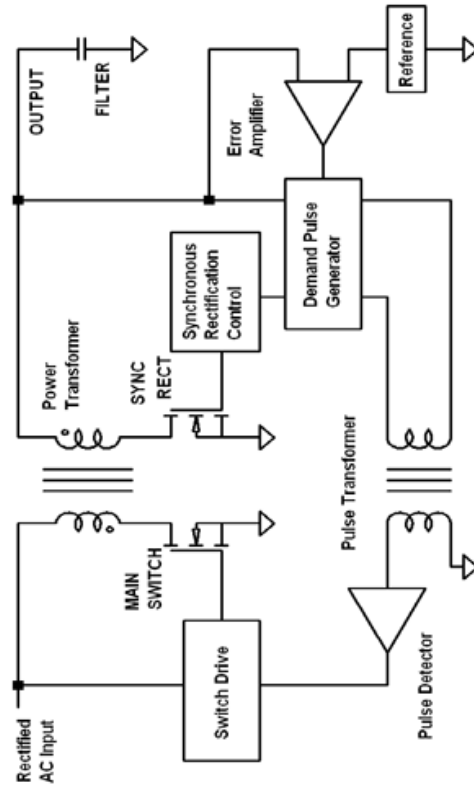 Rectified
AC Input
MAIN
SWITCH
Power
Transformer
SYNC
RECT
OUTPUT
FILTER
Switch Drive
Synchronous
Rectification
Control
Error
Amplifier
Demand Pulse
Generator
Reference
Pulse Transformer
Pulse Detector